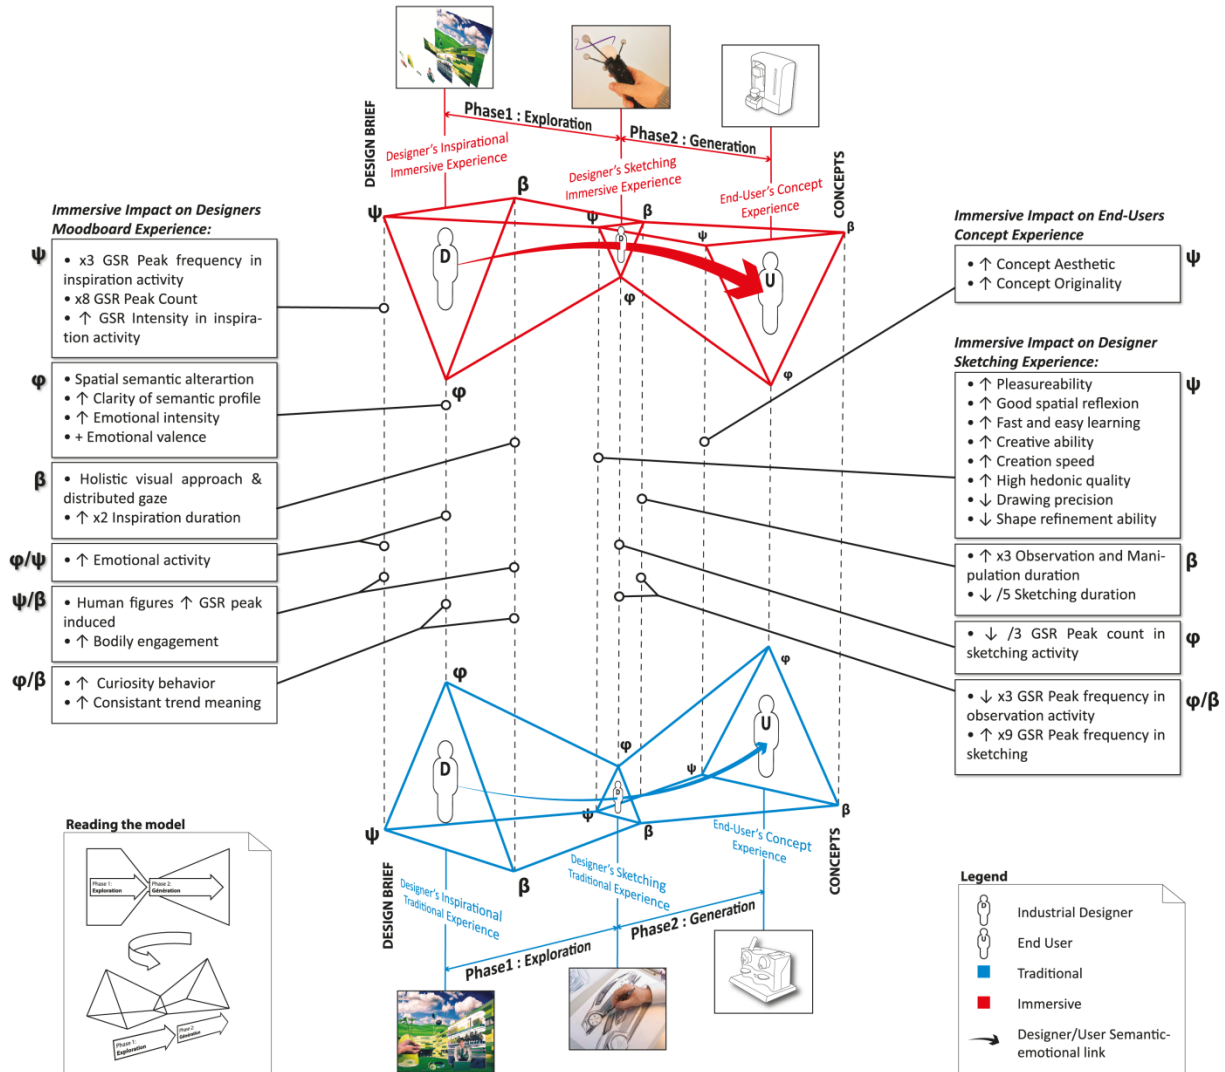 Phase1 : Exploration
Phase2 : Generation
DESIGN BRIEF
Designer's Inspirational
Immersive Experience
Designer's Sketching
Immersive Experience
End-User's Concept
Experience
CONCEPTS
ψ
β
ψ
β
ψ
β
D
D
U
φ
φ
φ
Immersive Impact on Designers
Moodboard Experience:
ψ
• x3 GSR Peak frequency in
inspiration activity
• x8 GSR Peak Count
• ↑ GSR Intensity in inspi-
ration activity
φ
• Spatial semantic alterartion
• ↑ Clarity of semantic profile
• ↑ Emotional intensity
• + Emotional valence
β
• Holistic visual approach &
distributed gaze
• ↑ x2 Inspiration duration
φ/ψ
• ↑ Emotional activity
ψ/β
• Human figures ↑ GSR peak
induced
• ↑ Bodily engagement
φ/β
• ↑ Curiosity behavior
• ↑ Consistant trend meaning
Immersive Impact on End-Users
Concept Experience
• ↑ Concept Aesthetic
• ↑ Concept Originality
ψ
Immersive Impact on Designer
Sketching Experience:
• ↑ Pleasureability
• ↑ Good spatial reflexion
• ↑ Fast and easy learning
• ↑ Creative ability
• ↑ Creation speed
• ↑ High hedonic quality
• ↓ Drawing precision
• ↓ Shape refinement ability
ψ
• ↑ x3 Observation and Mani-
pulation duration
• ↓ /5 Sketching duration
β
• ↓ /3 GSR Peak count in
sketching activity
φ
• ↓ x3 GSR Peak frequency in
observation activity
• ↑ x9 GSR Peak frequency in
sketching
φ/β
φ
φ
φ
D
D
U
ψ
β
ψ
β
ψ
β
DESIGN BRIEF
Designer's Inspirational
Traditional Experience
Designer's Sketching
Traditional Experience
End-User's Concept
Experience
CONCEPTS
Phase1 : Exploration
Phase2 : Generation
Reading the model
Phase 1:
Exploration
Phase 2:
Génération
Phase 1:
Exploration
Phase 2:
Génération
Legend
D
Industrial Designer
U
End User
Traditional
Immersive
Designer/User Semantic-
emotional link